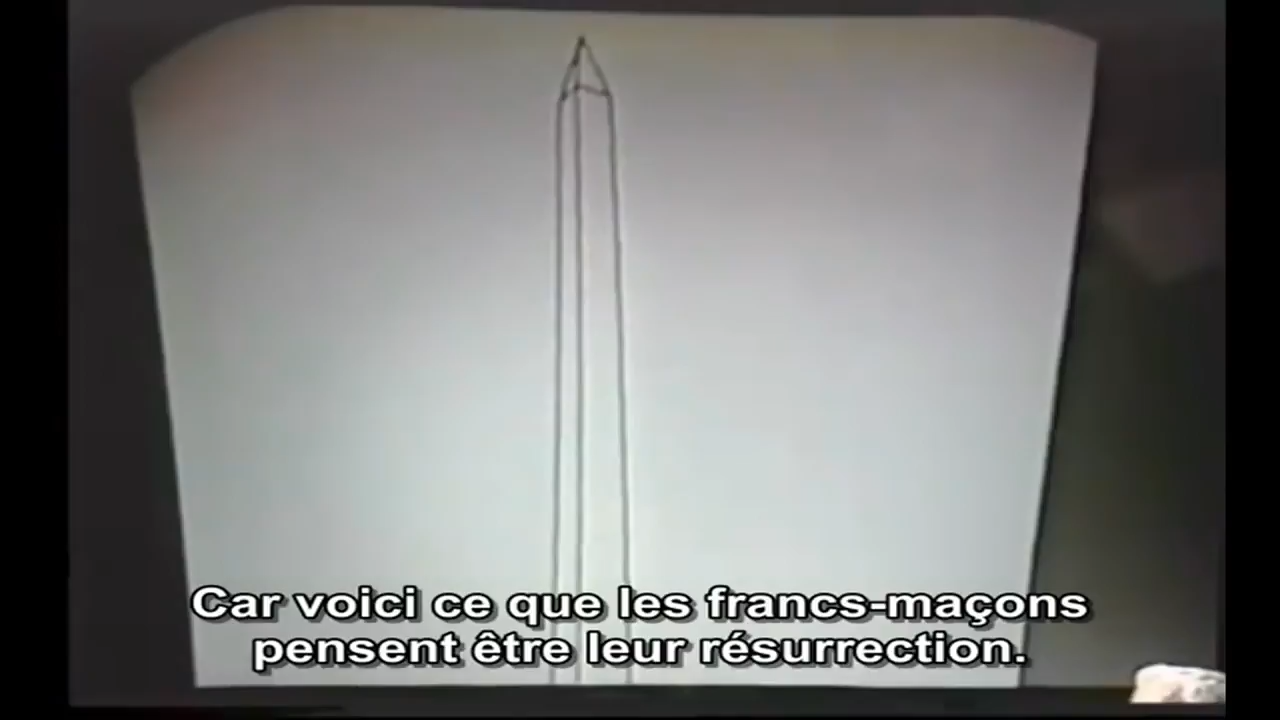 Car voici ce que les francs-maçons
pensent être leur résurrection.